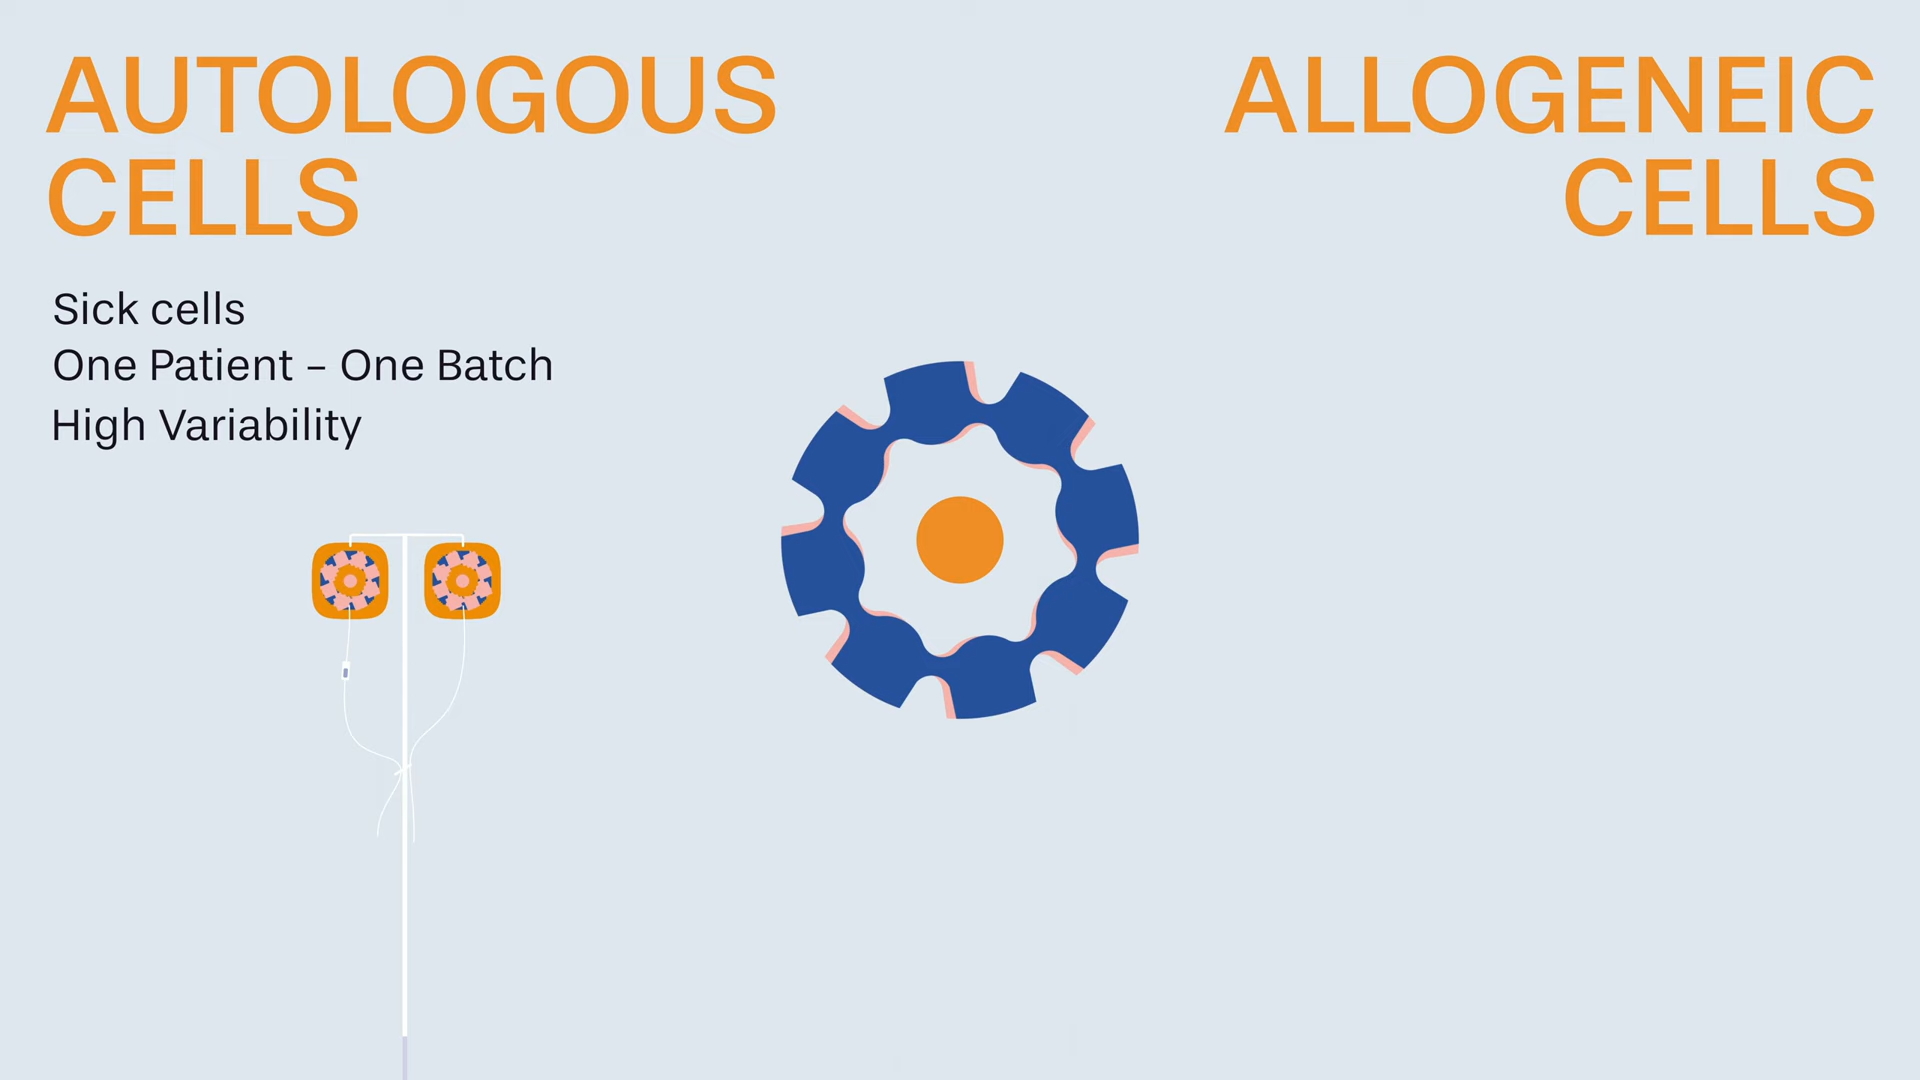 AUTOLOGOUS
CELLS
Sick cells
One Patient – One Batch
High Variability
ALLOGENEIC
CELLS